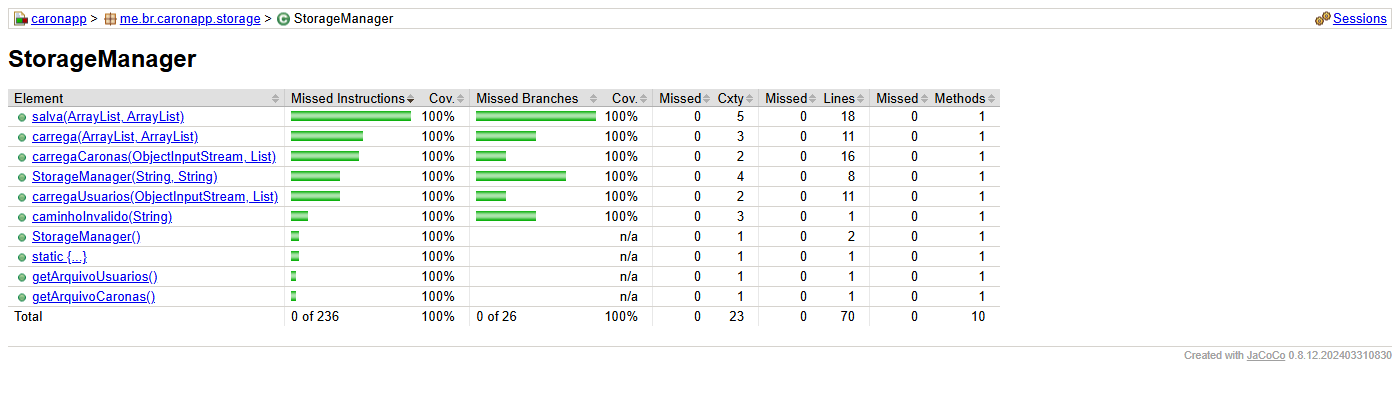 caronapp > me.br.caronapp.storage > StorageManager Sessions
StorageManager
Element Missed Instructions Cov. Missed Branches Cov. Missed Cxty Missed Lines Missed Methods
salva(ArrayList, ArrayList) 100% 100% 0 5 0 18 0 1
carrega(ArrayList, ArrayList) 100% 100% 0 3 0 11 0 1
carregaCaronas(ObjectInputStream, List) 100% 100% 0 2 0 16 0 1
StorageManager(String, String) 100% 100% 0 4 0 8 0 1
carregaUsuarios(ObjectInputStream, List) 100% 100% 0 2 0 11 0 1
caminhoInvalido(String) 100% 100% 0 3 0 1 0 1
StorageManager() 100% n/a 0 1 0 2 0 1
static {...} 100% n/a 0 1 0 1 0 1
getArquivoUsuarios() 100% n/a 0 1 0 1 0 1
getArquivoCaronas() 100% n/a 0 1 0 1 0 1
Total 0 of 236 100% 0 of 26 100% 0 23 0 70 0 10
Created with JaCoCo 0.8.12.202403310830